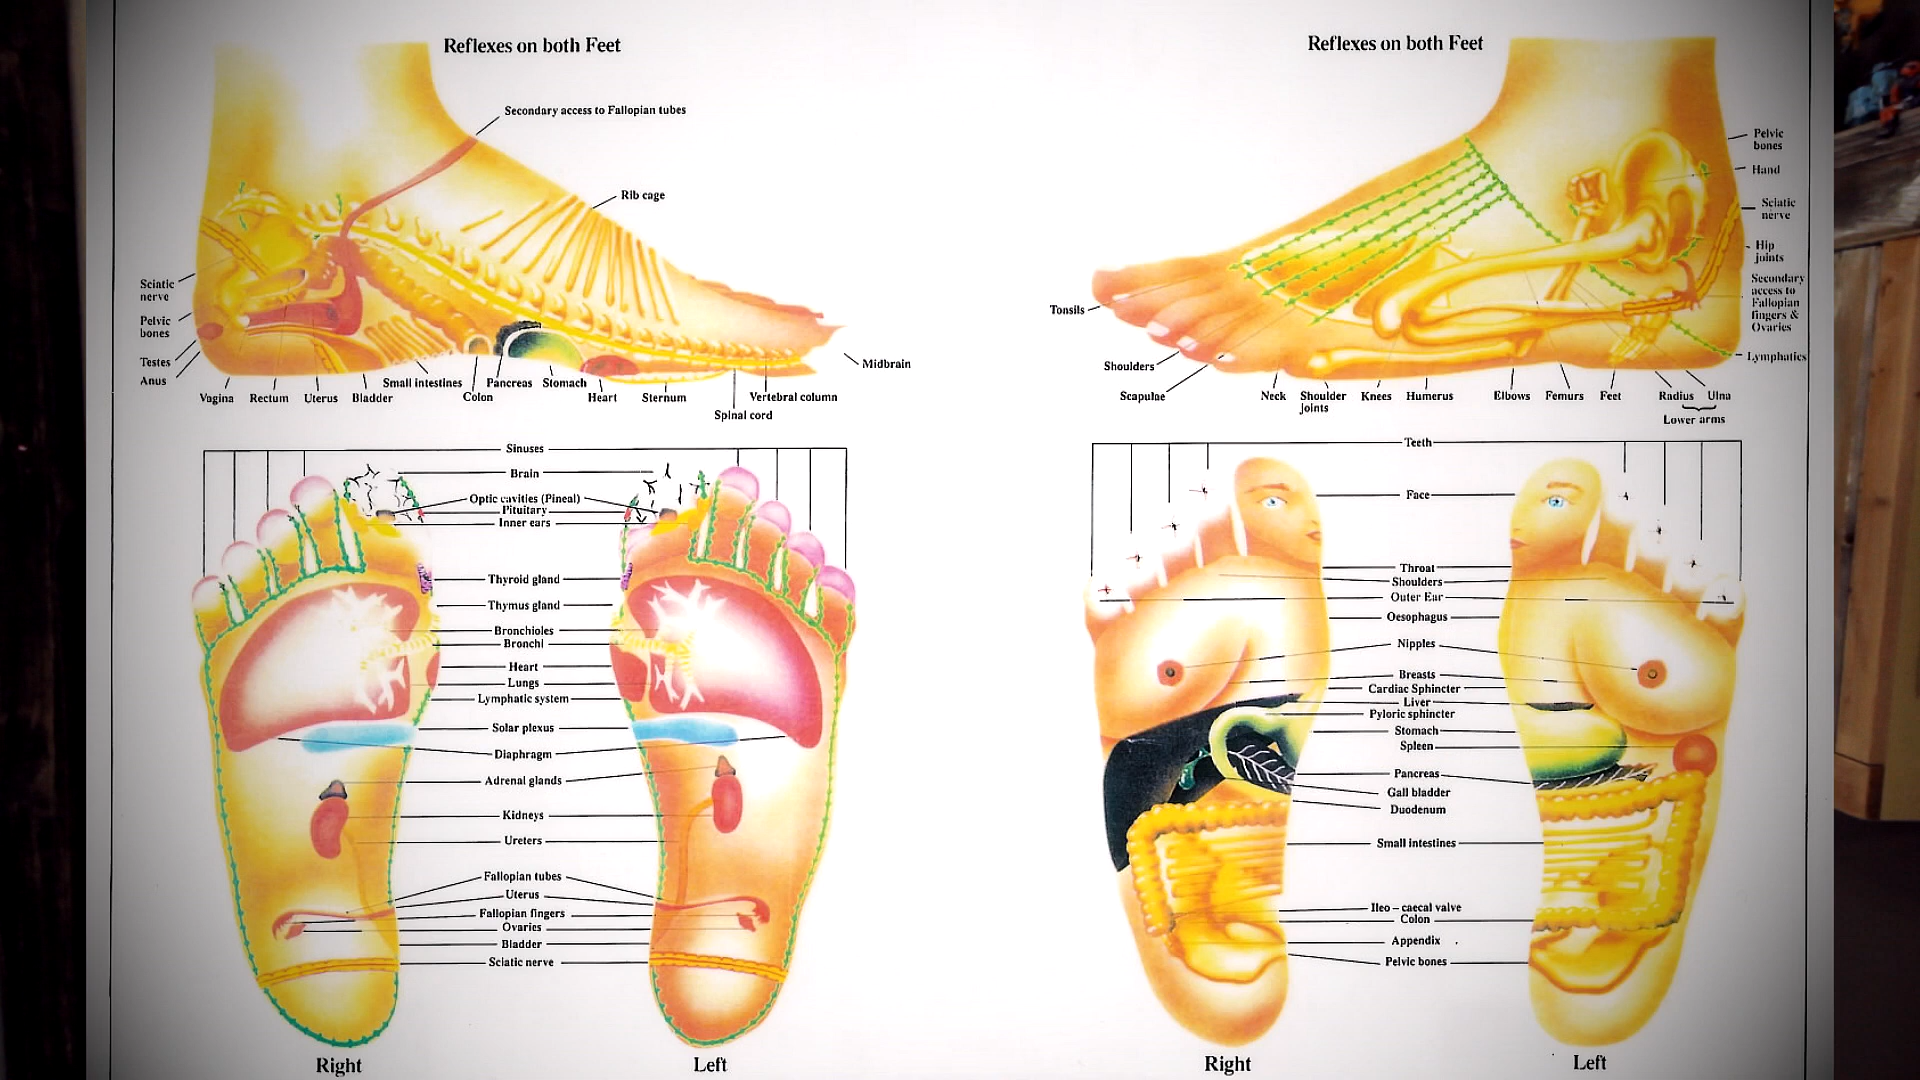 Reflexes on both Feet
Secondary access to Fallopian tubes
Rib cage
Sciatic
nerve
Pelvic
bones
Testes
Anus
Midbrain
Vagina
Rectum
Uterus
Bladder
Small intestines
Colon
Pancreas
Stomach
Heart
Sternum
Spinal cord
Vertebral column
Reflexes on both Feet
Pelvic
bones
Hand
Sciatic
nerve
Hip
joints
Secondary
access to
Fallopian
fingers &
Ovaries
Lymphatics
Tonsils
Shoulders
Scapulae
Neck
Shoulder
joints
Knees
Humerus
Elbows
Femurs
Feet
Radius
Ulna
Lower arms
Sinuses
Brain
Optic cavities (Pineal)
Pituitary
Inner ears
Thyroid gland
Thymus gland
Bronchioles
Bronchi
Heart
Lungs
Lymphatic system
Solar plexus
Diaphragm
Adrenal glands
Kidneys
Ureters
Fallopian tubes
Uterus
Fallopian fingers
Ovaries
Bladder
Sciatic nerve
Right
Left
Teeth
Face
Throat
Shoulders
Outer Ear
Oesophagus
Nipples
Breasts
Cardiac Sphincter
Liver
Pyloric sphincter
Stomach
Spleen
Pancreas
Gall bladder
Duodenum
Small intestines
Ileo – caecal valve
Colon
Appendix
Pelvic bones
Right
Left